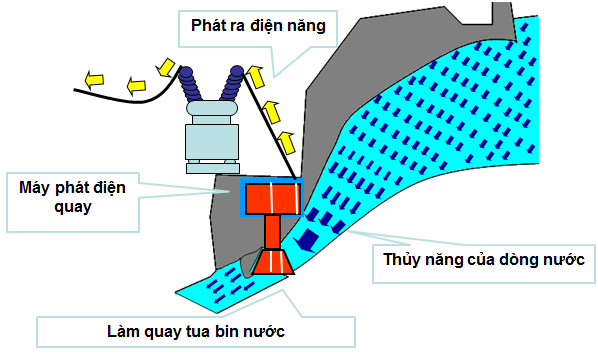 Phát ra điện năng
Máy phát điện
quay
Thủy năng của dòng nước
Làm quay tua bin nước